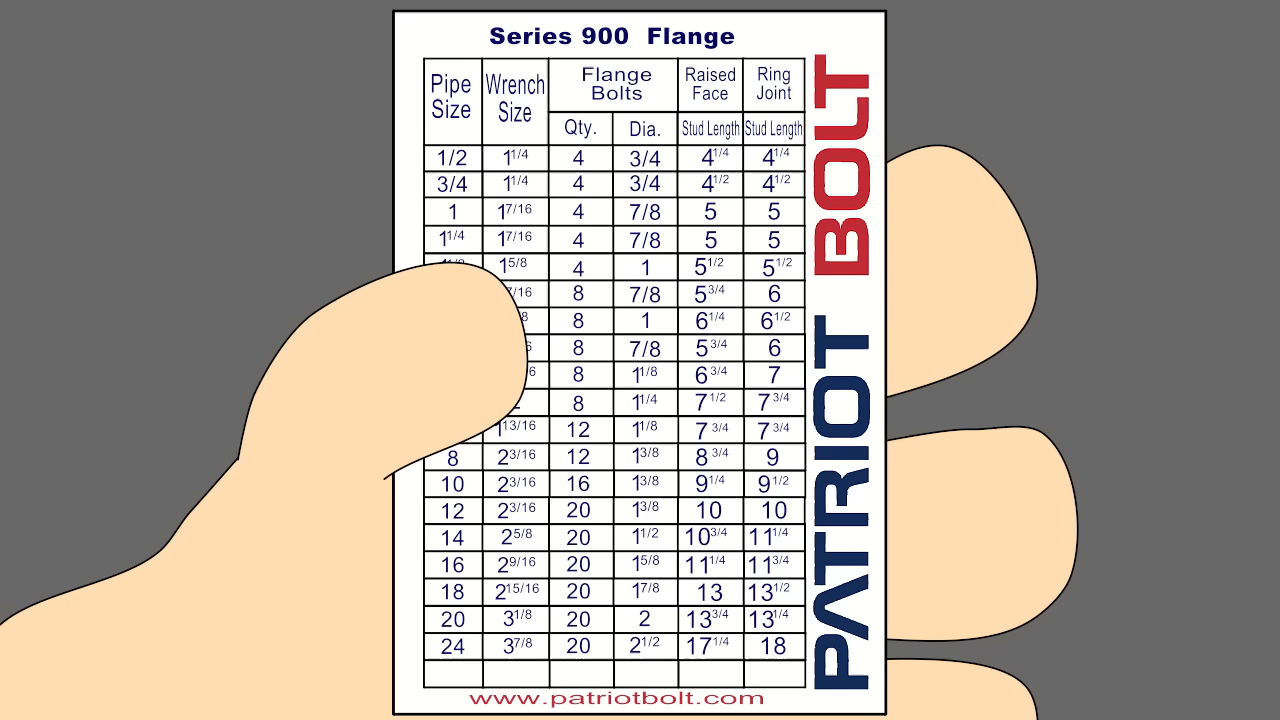 Series 900 Flange
Pipe Size Wrench Size Flange Bolts Raised Face Ring Joint
Qty. Dia. Stud Length Stud Length
1/2 1 1/4 4 3/4 4 1/4 4 1/4
3/4 1 1/4 4 3/4 4 1/2 4 1/2
1 1 7/16 4 7/8 5 5
1 1/4 1 7/16 4 7/8 5 5
1 5/8 4 1 5 1/2 5 1/2
8 7/8 5 3/4 6
8 1 6 1/4 6 1/2
8 7/8 5 3/4 6
8 1 1/8 6 3/4 7
8 1 1/4 7 1/2 7 3/4
1 13/16 12 1 1/8 7 3/4 7 3/4
8 2 3/16 12 1 3/8 8 3/4 9
10 2 3/16 16 1 3/8 9 1/4 9 1/2
12 2 3/16 20 1 3/8 10 10
14 2 5/8 20 1 1/2 10 3/4 11 1/4
16 2 9/16 20 1 5/8 11 1/4 11 3/4
18 2 15/16 20 1 7/8 13 13 1/2
20 3 1/8 20 2 13 3/4 13 1/4
24 3 7/8 20 2 1/2 17 1/4 18
www.patriotbolt.com
PATRIOT BOLT